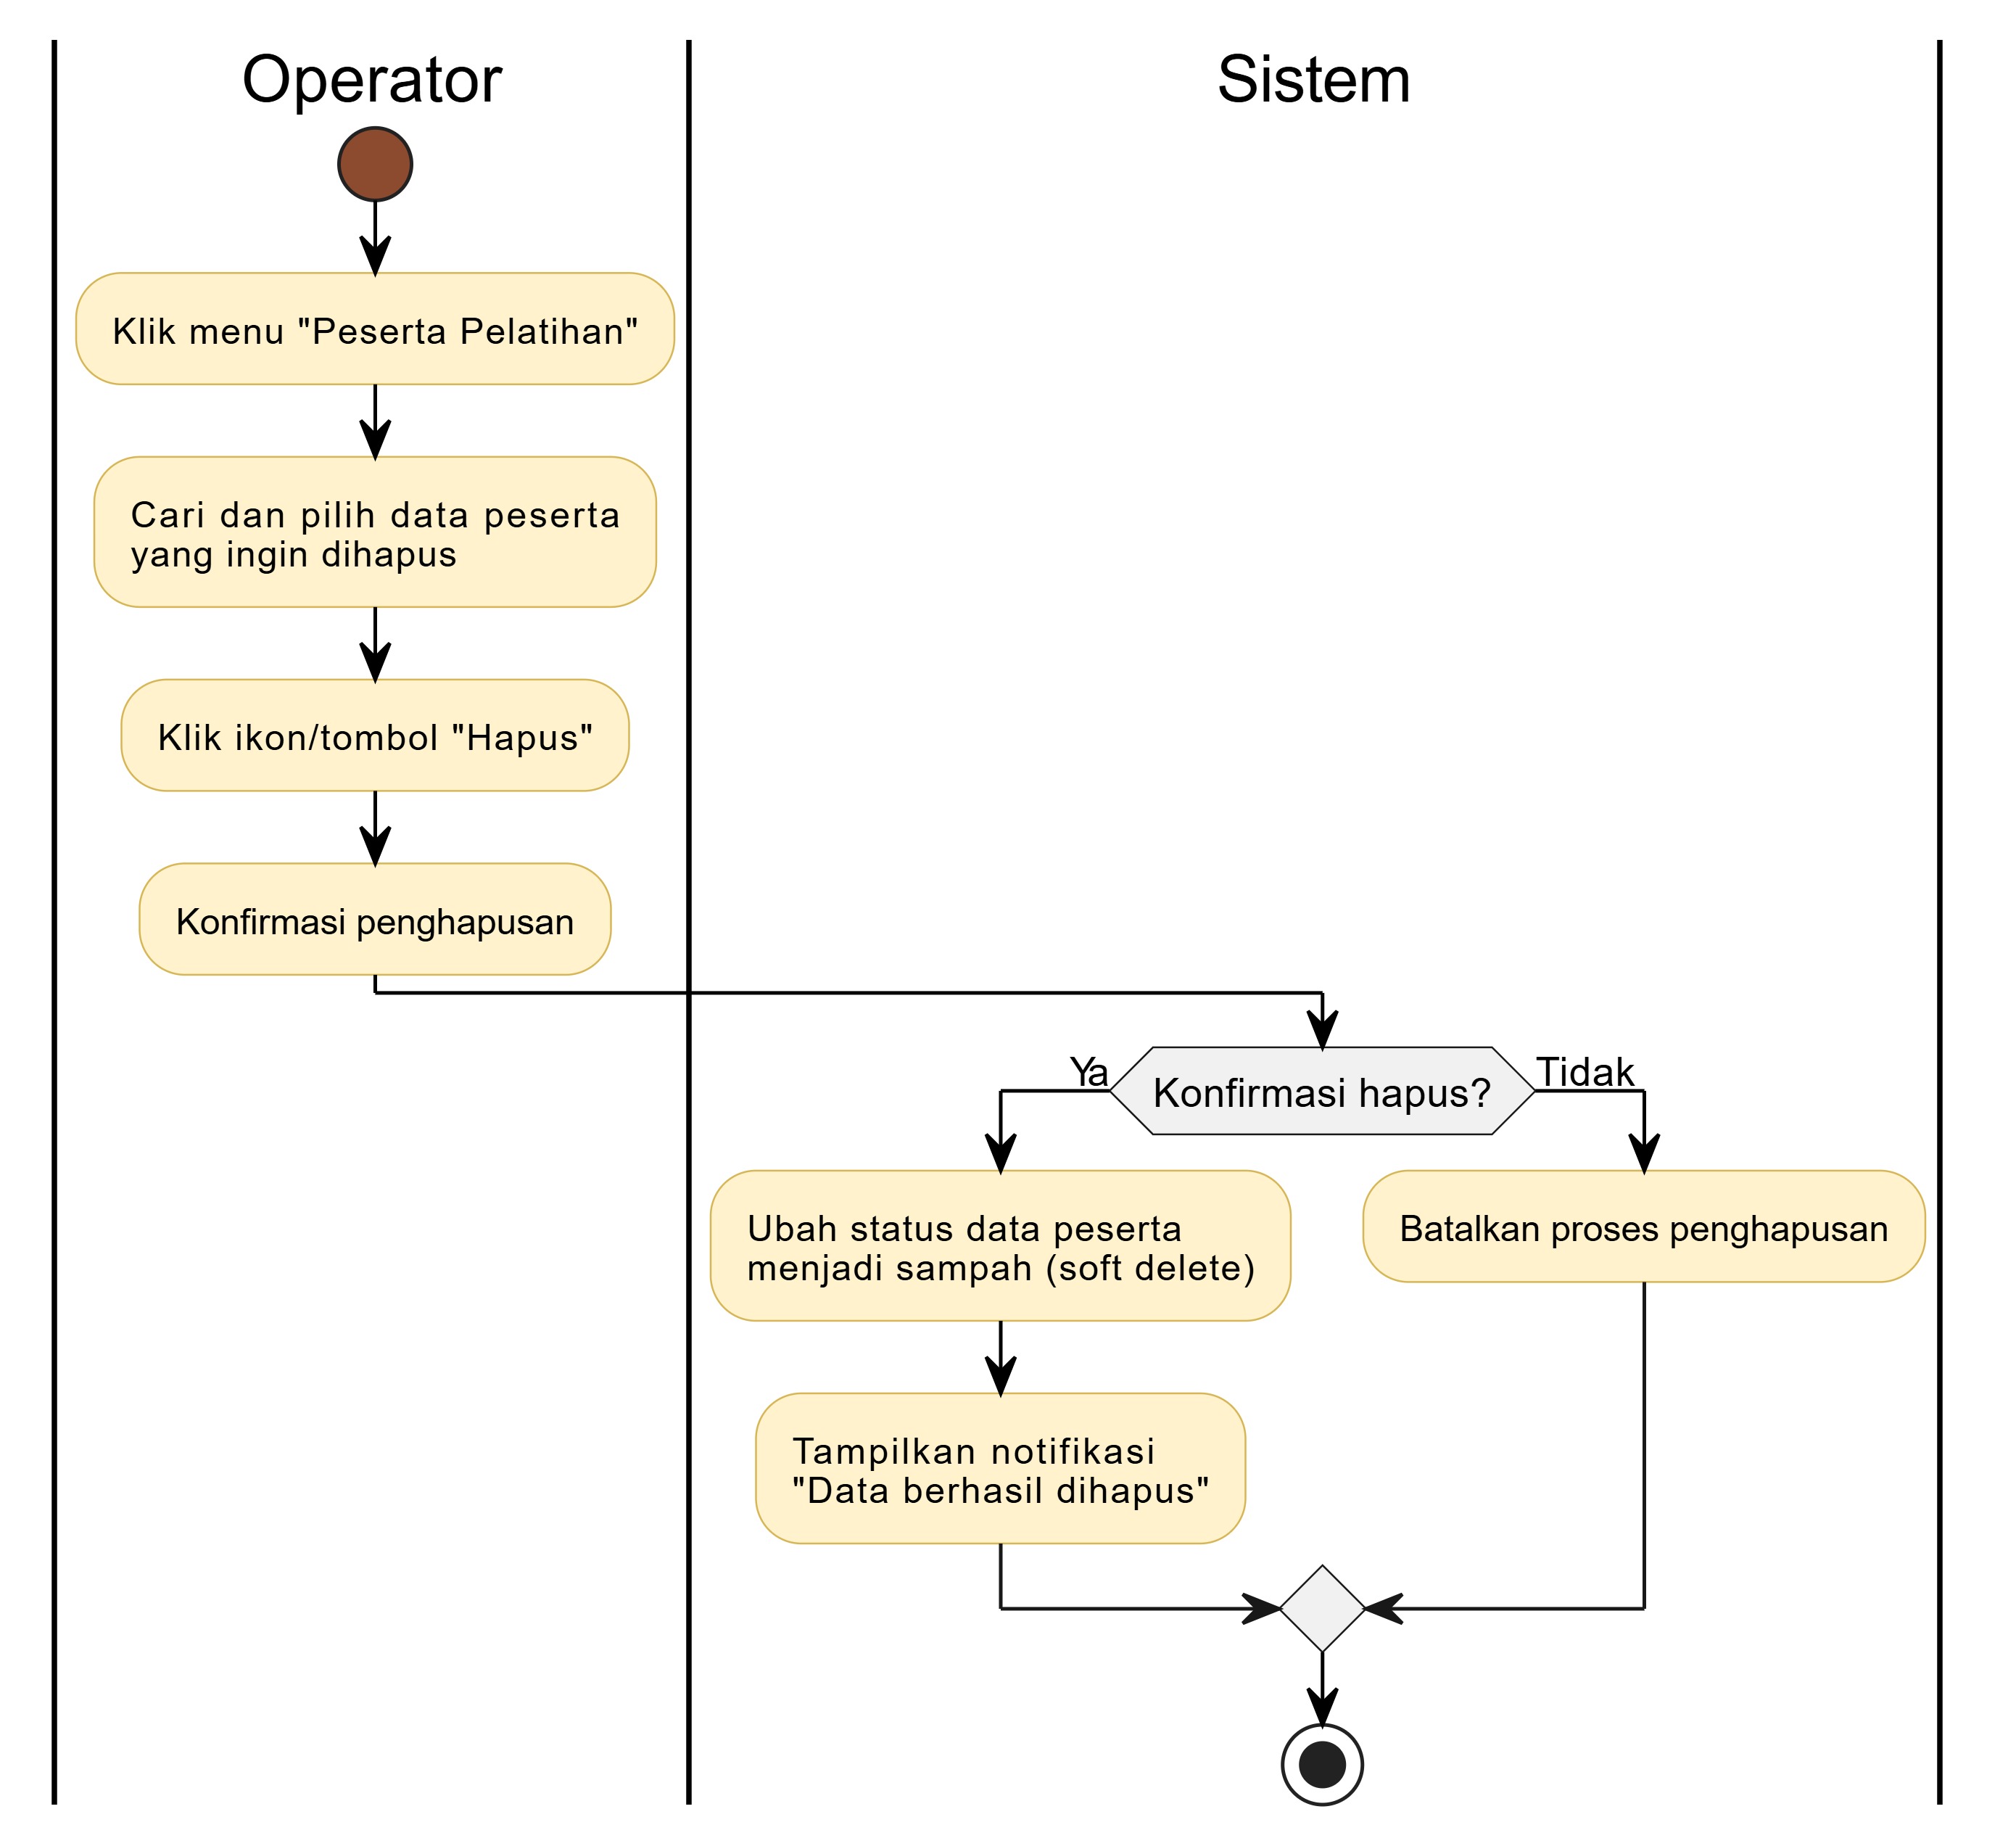 Operator
Sistem
Klik menu "Peserta Pelatihan"
Cari dan pilih data peserta
yang ingin dihapus
Klik ikon/tombol "Hapus"
Konfirmasi penghapusan
Ya
Konfirmasi hapus?
Tidak
Ubah status data peserta
menjadi sampah (soft delete)
Batalkan proses penghapusan
Tampilkan notifikasi
"Data berhasil dihapus"